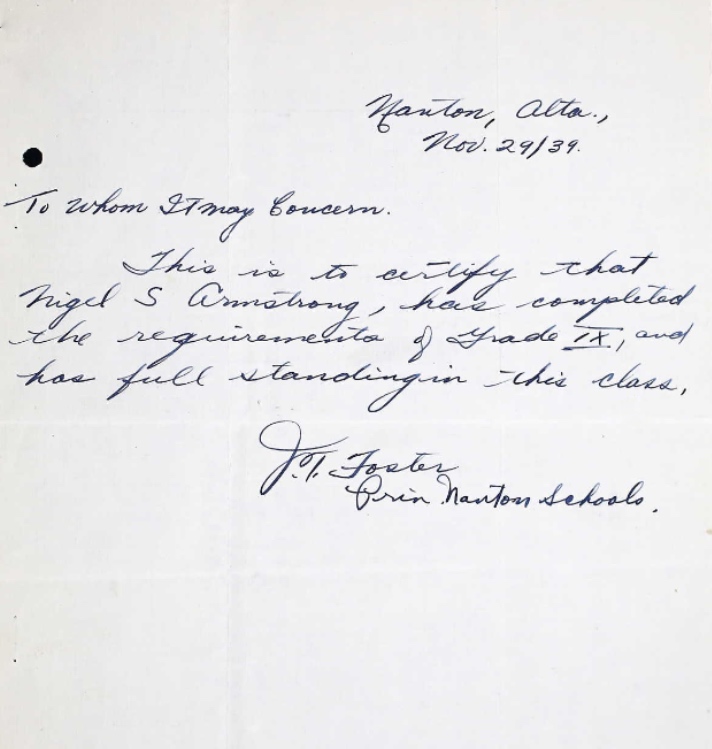 Nanton, Alta.,
Nov. 29/39.
To Whom It may Concern.
This is to certify that
Nigel S Armstrong, has completed
the requirements of Grade IX, and
has full standing in this class.
J.T. Foster
Prin Nanton Schools.